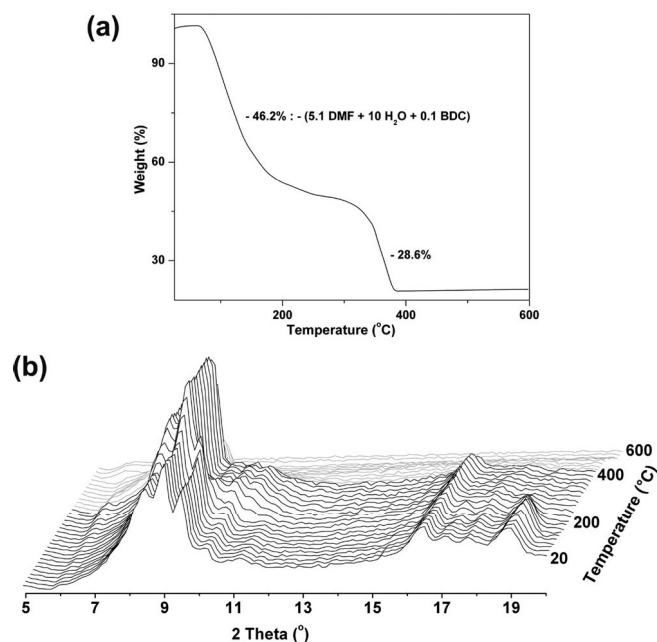 (a)
90
60
30
Weight (%)
- 46.2% : - (5.1 DMF + 10 H₂O + 0.1 BDC)
- 28.6%
200 400 600
Temperature (°C)
(b)
600
400
200
20
Temperature (°C)
5 7 9 11 13 15 17 19
2 Theta (°)